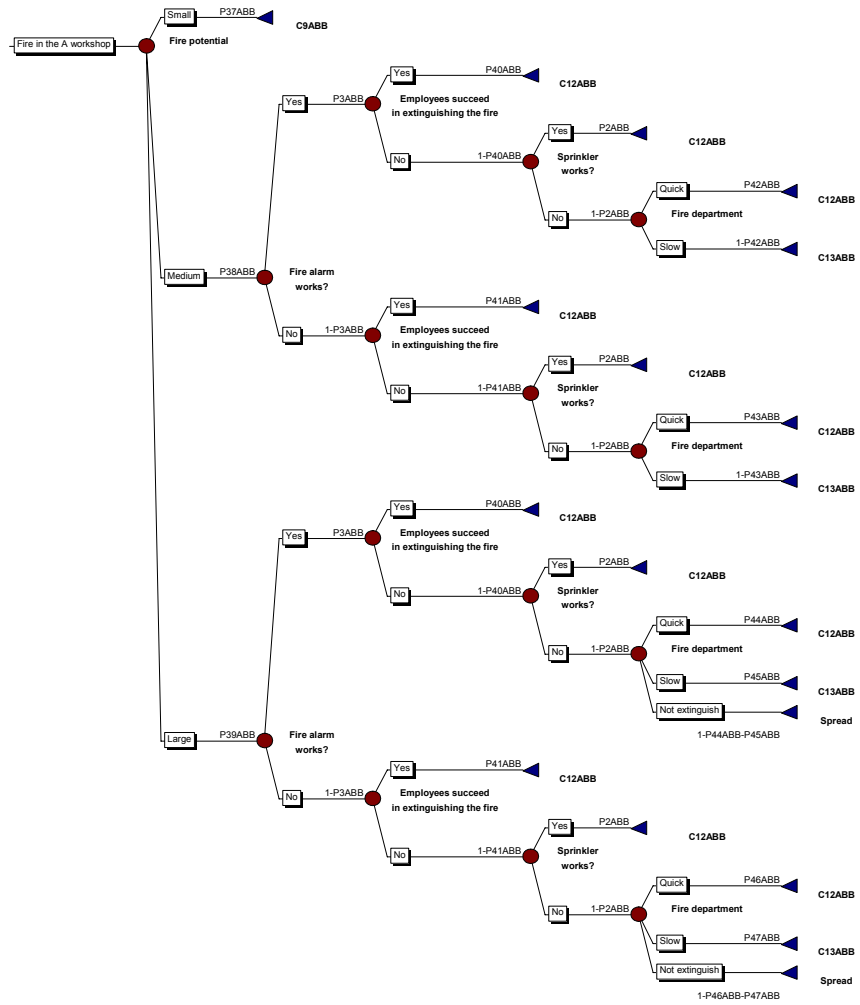 Small
P37ABB
C9ABB
Fire in the A workshop
Fire potential
Yes
P40ABB
C12ABB
Yes
P3ABB
Employees succeed
in extinguishing the fire
Yes
P2ABB
C12ABB
No
1-P40ABB
Sprinkler
works?
Quick
P42ABB
C12ABB
No
1-P2ABB
Fire department
Slow
1-P42ABB
C13ABB
Medium
P38ABB
Fire alarm
works?
Yes
P41ABB
C12ABB
No
1-P3ABB
Employees succeed
in extinguishing the fire
Yes
P2ABB
C12ABB
No
1-P41ABB
Sprinkler
works?
Quick
P43ABB
C12ABB
No
1-P2ABB
Fire department
Slow
1-P43ABB
C13ABB
Yes
P40ABB
C12ABB
Yes
P3ABB
Employees succeed
in extinguishing the fire
Yes
P2ABB
C12ABB
No
1-P40ABB
Sprinkler
works?
Quick
P44ABB
C12ABB
No
1-P2ABB
Fire department
Slow
P45ABB
C13ABB
Not extinguish
Spread
1-P44ABB-P45ABB
Large
P39ABB
Fire alarm
works?
Yes
P41ABB
C12ABB
No
1-P3ABB
Employees succeed
in extinguishing the fire
Yes
P2ABB
C12ABB
No
1-P41ABB
Sprinkler
works?
Quick
P46ABB
C12ABB
No
1-P2ABB
Fire department
Slow
P47ABB
C13ABB
Not extinguish
Spread
1-P46ABB-P47ABB